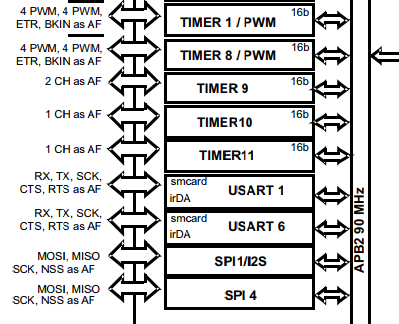 4 PWM, 4 PWM,
ETR, BKIN as AF
TIMER 1 / PWM
16b
4 PWM, 4 PWM,
ETR, BKIN as AF
TIMER 8 / PWM
16b
2 CH as AF
TIMER 9
16b
1 CH as AF
TIMER10
16b
1 CH as AF
TIMER11
16b
RX, TX, SCK,
CTS, RTS as AF
smcard
irDA
USART 1
RX, TX, SCK,
CTS, RTS as AF
smcard
irDA
USART 6
MOSI, MISO
SCK, NSS as AF
SPI1/I2S
MOSI, MISO,
SCK, NSS as AF
SPI 4
APB2 90 MHz